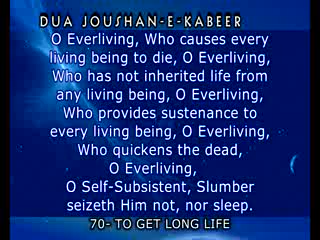 DUA JOUSHAN-E-KABEER
O Everliving, Who causes every
living being to die, O Everliving,
Who has not inherited life from
any living being, O Everliving,
Who provides sustenance to
every living being, O Everliving,
Who quickens the dead,
O Everliving,
O Self-Subsistent, Slumber
seizeth Him not, nor sleep.
70- TO GET LONG LIFE